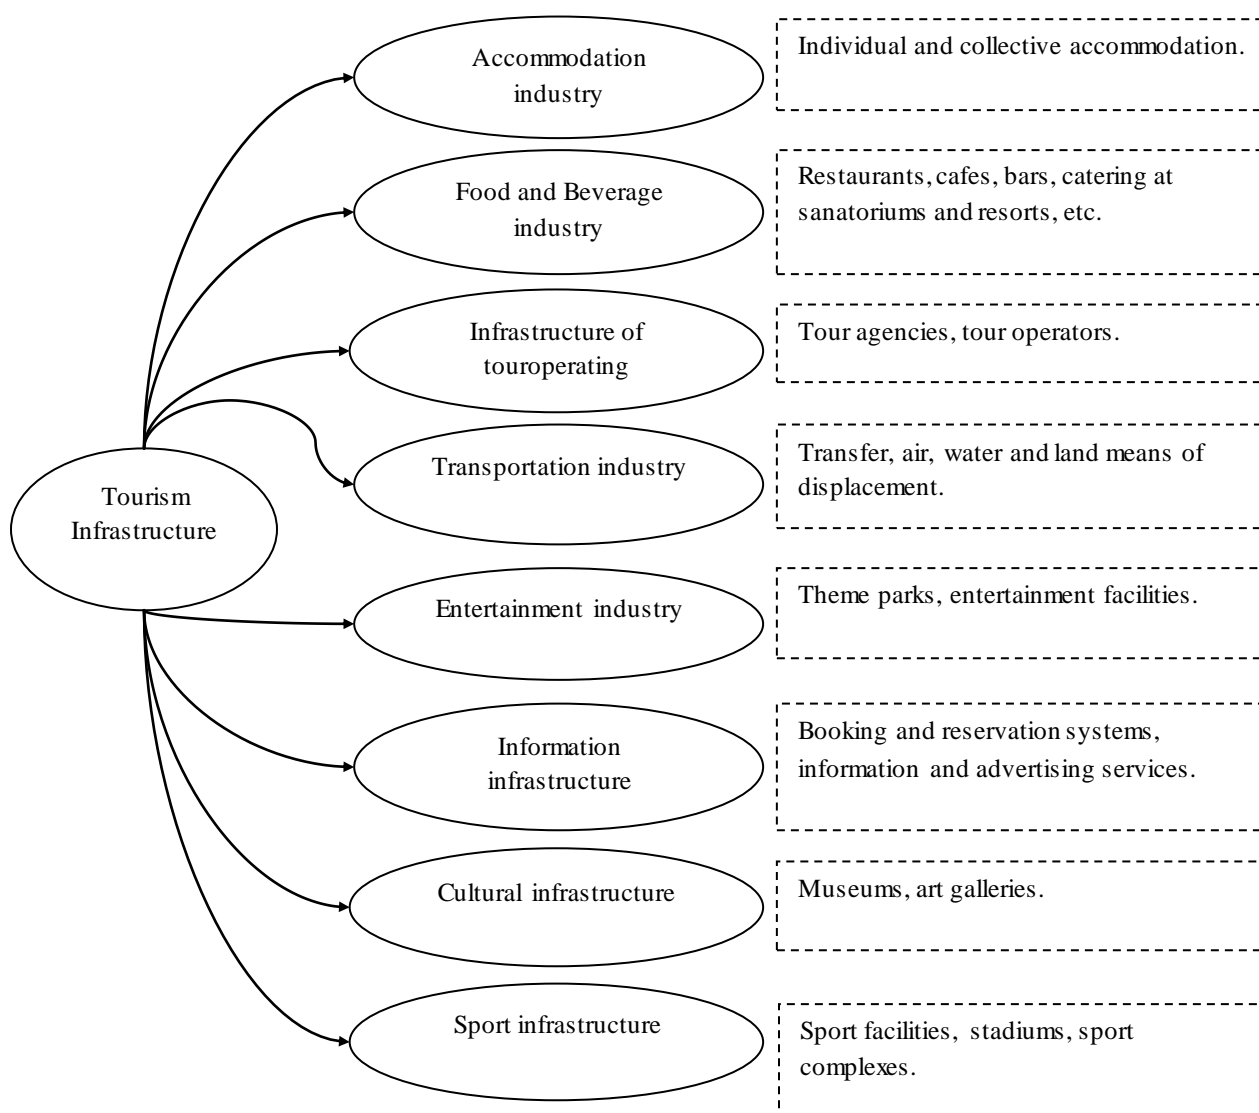 Accommodation
industry
Individual and collective accommodation.
Food and Beverage
industry
Restaurants, cafes, bars, catering at
sanatoriums and resorts, etc.
Infrastructure of
touroperating
Tour agencies, tour operators.
Transportation industry
Transfer, air, water and land means of
displacement.
Tourism
Infrastructure
Entertainment industry
Theme parks, entertainment facilities.
Information
infrastructure
Booking and reservation systems,
information and advertising services.
Cultural infrastructure
Museums, art galleries.
Sport infrastructure
Sport facilities, stadiums, sport
complexes.